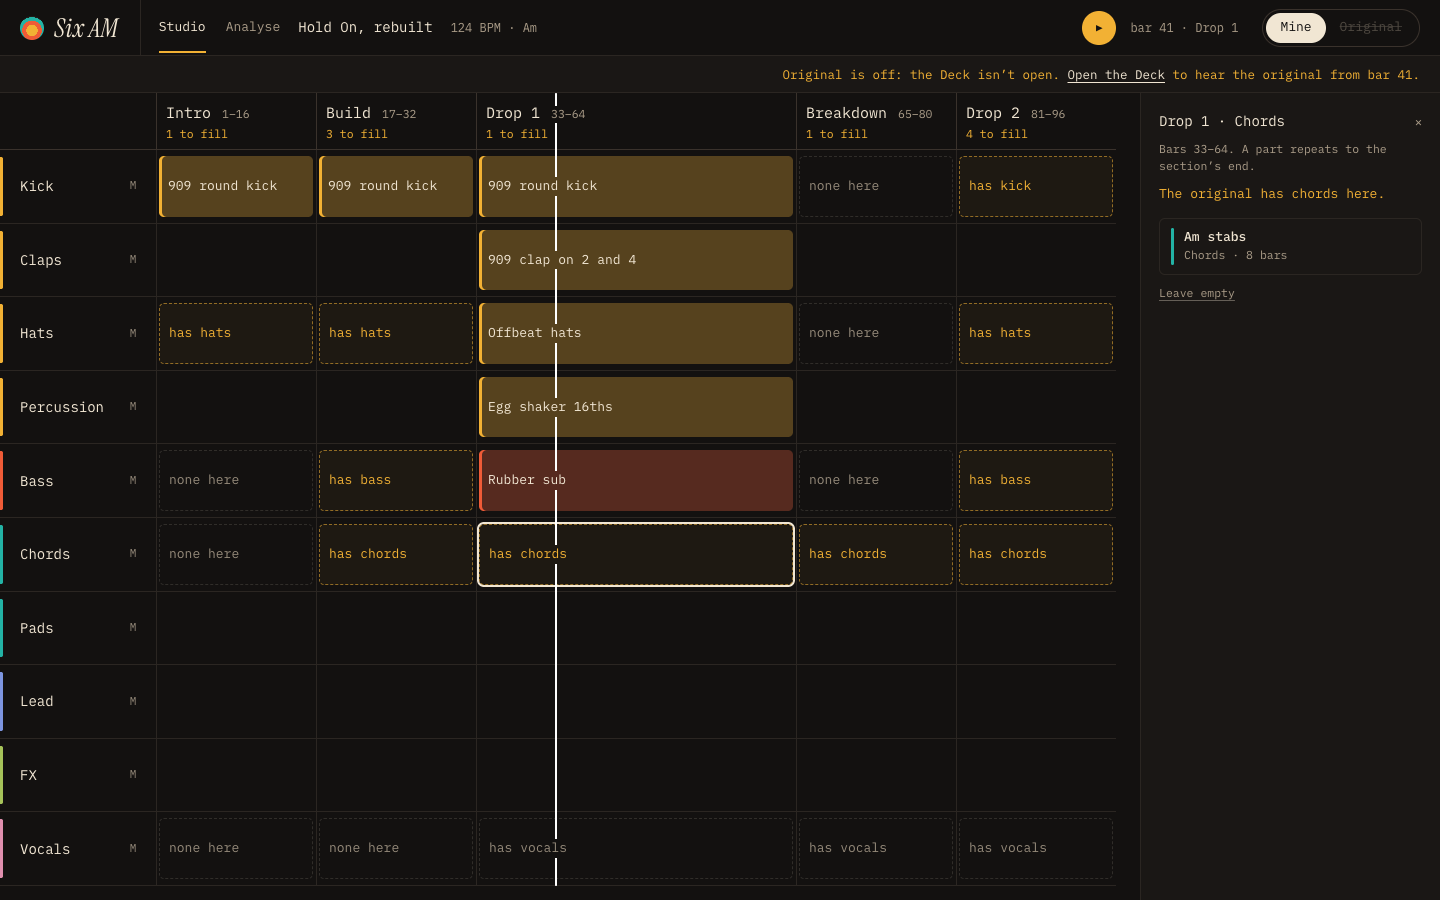 Six AM
Studio Analyse Hold On, rebuilt 124 BPM · Am
bar 41 · Drop 1 Mine Original
Original is off: the Deck isn’t open. Open the Deck to hear the original from bar 41.
Intro 1–16 Build 17–32 Drop 1 33–64 Breakdown 65–80 Drop 2 81–96
1 to fill 3 to fill 1 to fill 1 to fill 4 to fill
Kick M 909 round kick 909 round kick 909 round kick none here has kick
Claps M 909 clap on 2 and 4
Hats M has hats has hats Offbeat hats none here has hats
Percussion M Egg shaker 16ths
Bass M none here has bass Rubber sub none here has bass
Chords M none here has chords has chords has chords has chords
Pads M
Lead M
FX M
Vocals M none here none here has vocals has vocals has vocals
Drop 1 · Chords ×
Bars 33–64. A part repeats to the
section’s end.
The original has chords here.
Am stabs
Chords · 8 bars
Leave empty